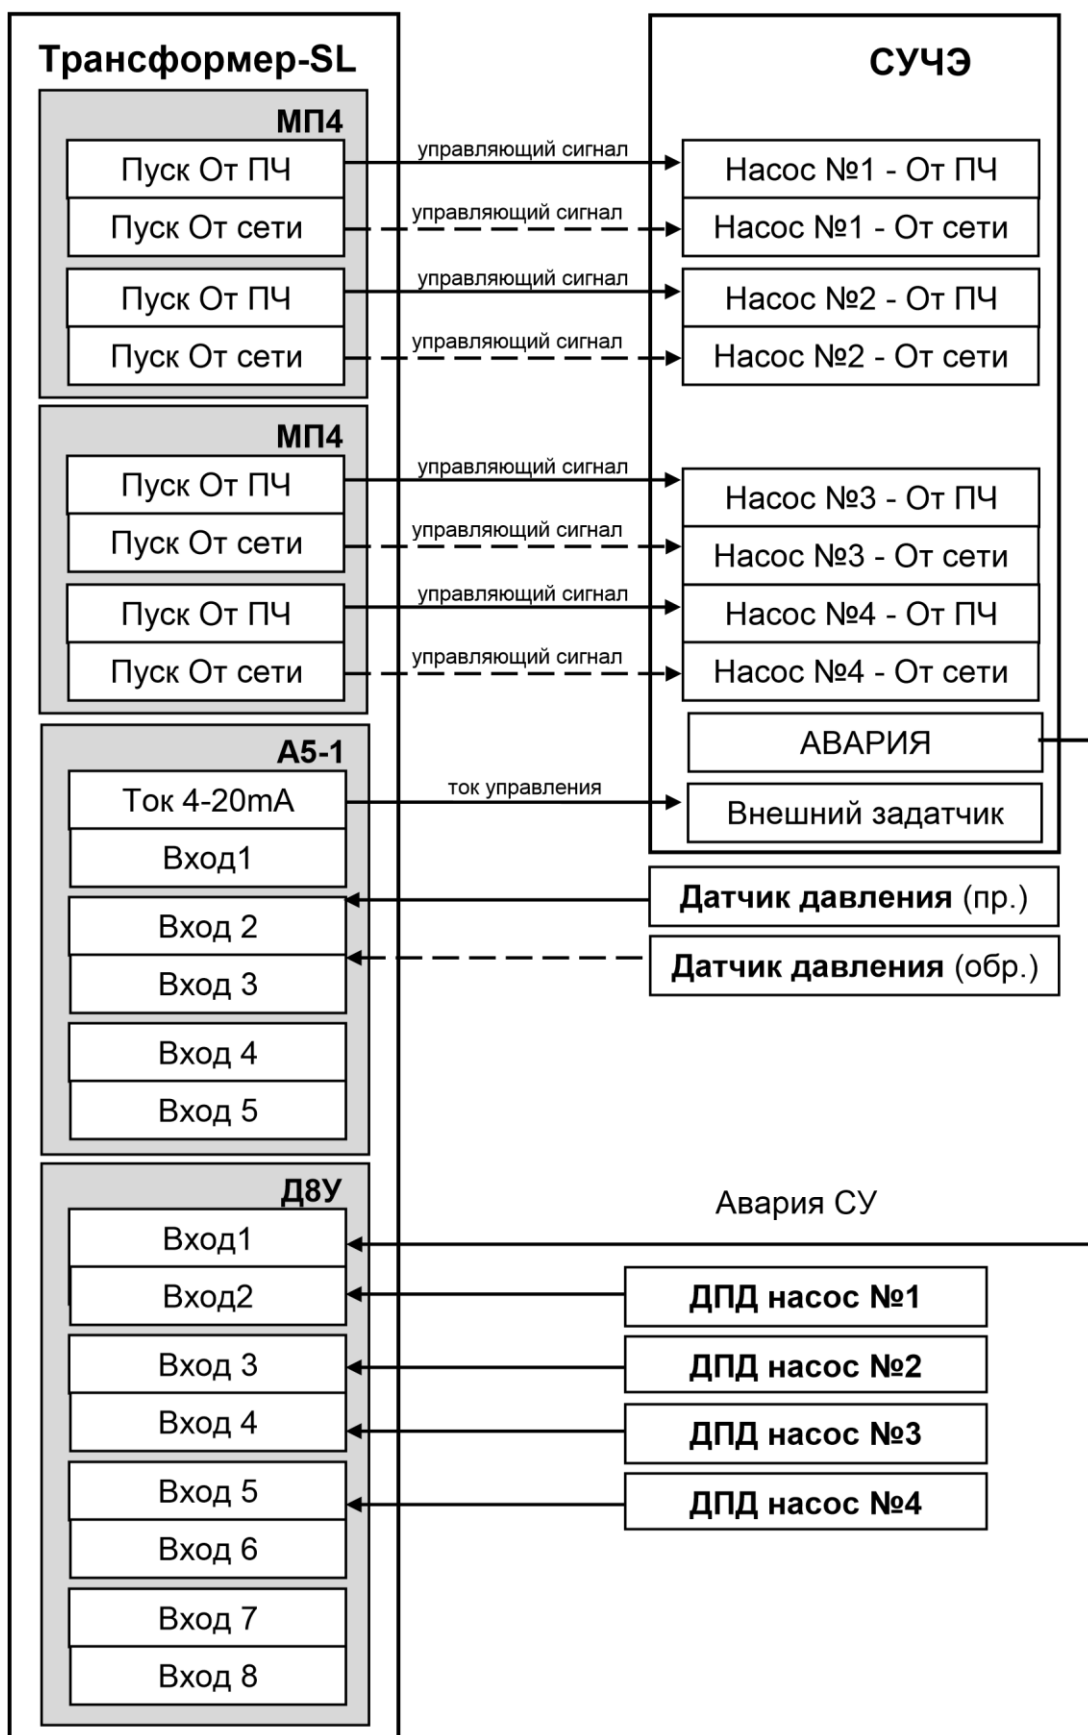 Трансформер-SL
СУЧЭ
МП4
Пуск От ПЧ
управляющий сигнал
Насос №1 - От ПЧ
Пуск От сети
управляющий сигнал
Насос №1 - От сети
Пуск От ПЧ
управляющий сигнал
Насос №2 - От ПЧ
Пуск От сети
управляющий сигнал
Насос №2 - От сети
МП4
Пуск От ПЧ
управляющий сигнал
Насос №3 - От ПЧ
Пуск От сети
управляющий сигнал
Насос №3 - От сети
Пуск От ПЧ
управляющий сигнал
Насос №4 - От ПЧ
Пуск От сети
управляющий сигнал
Насос №4 - От сети
АВАРИЯ
А5-1
Ток 4-20mA
ток управления
Внешний задатчик
Вход1
Датчик давления (пр.)
Вход 2
Датчик давления (обр.)
Вход 3
Вход 4
Вход 5
Д8У
Авария СУ
Вход1
Вход2
ДПД насос №1
Вход 3
ДПД насос №2
Вход 4
ДПД насос №3
Вход 5
ДПД насос №4
Вход 6
Вход 7
Вход 8